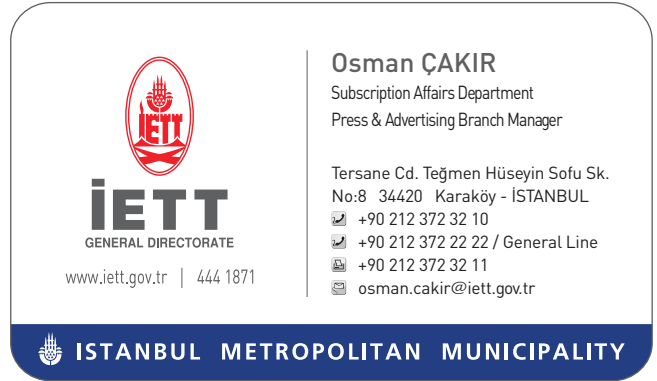 İETT
İETT
GENERAL DIRECTORATE
www.iett.gov.tr | 444 1871
Osman ÇAKIR
Subscription Affairs Department
Press & Advertising Branch Manager
Tersane Cd. Teğmen Hüseyin Sofu Sk.
No:8 34420 Karaköy - İSTANBUL
+90 212 372 32 10
+90 212 372 22 22 / General Line
+90 212 372 32 11
osman.cakir@iett.gov.tr
ISTANBUL METROPOLITAN MUNICIPALITY